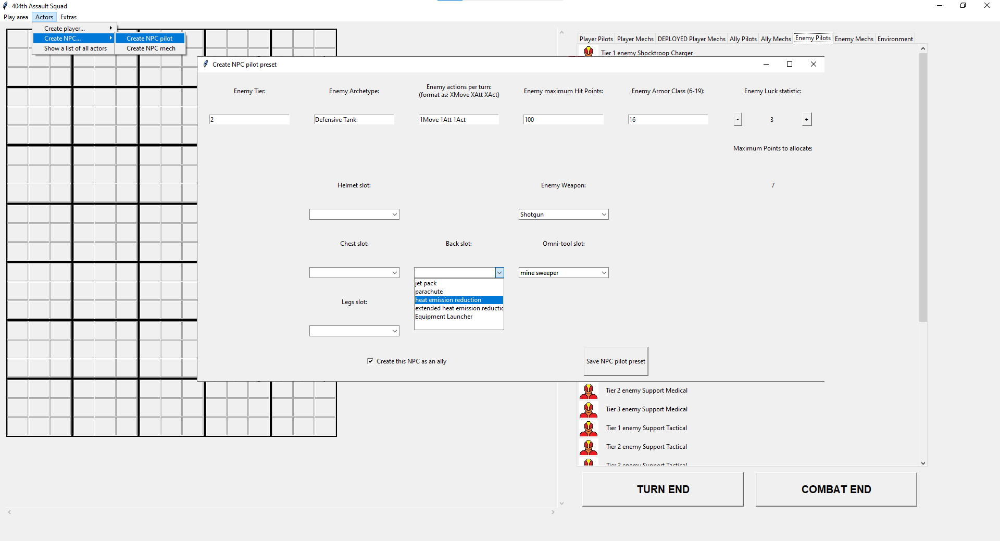 404th Assault Squad
Play area Actors Extras
Create player...
Create NPC...
Show a list of all actors
Create NPC pilot
Create NPC mech
Player Pilots Player Mechs DEPLOYED Player Mechs Ally Pilots Ally Mechs Enemy Pilots Enemy Mechs Environment
Tier 1 enemy Shocktroop Charger
Create NPC pilot preset
Enemy Tier:
Enemy Archetype:
Enemy actions per turn:
(format as: XMove XAtt XAct)
Enemy maximum Hit Points:
Enemy Armor Class (6-19):
Enemy Luck statistic:
2
Defensive Tank
1Move 1Att 1Act
100
16
- 3 +
Maximum Points to allocate:
7
Helmet slot:
Enemy Weapon:
Shotgun
Chest slot:
Back slot:
Omni-tool slot:
mine sweeper
jet pack
parachute
heat emission reduction
extended heat emission reductic
Equipment Launcher
Legs slot:
Create this NPC as an ally
Save NPC pilot preset
Tier 2 enemy Support Medical
Tier 3 enemy Support Medical
Tier 1 enemy Support Tactical
Tier 2 enemy Support Tactical
Tier 3 enemy Support Tactical
TURN END
COMBAT END